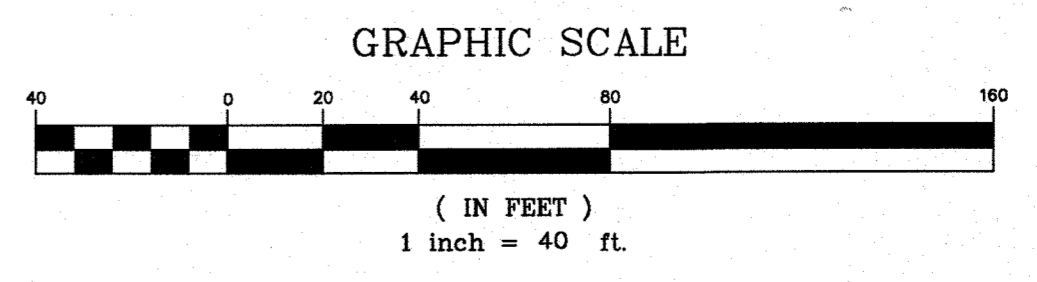 GRAPHIC SCALE
40 0 20 40 80 160
( IN FEET )
1 inch = 40 ft.